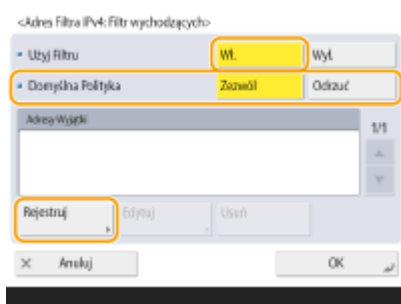 <Adres Filtra IPv4: Filtr wychodzących>
Użyj Filtru Wł. Wył.
Domyślna Polityka Zezwól Odrzuć
Adresy Wyjątki
1/1
Rejestruj Edytuj Usuń
Anuluj OK